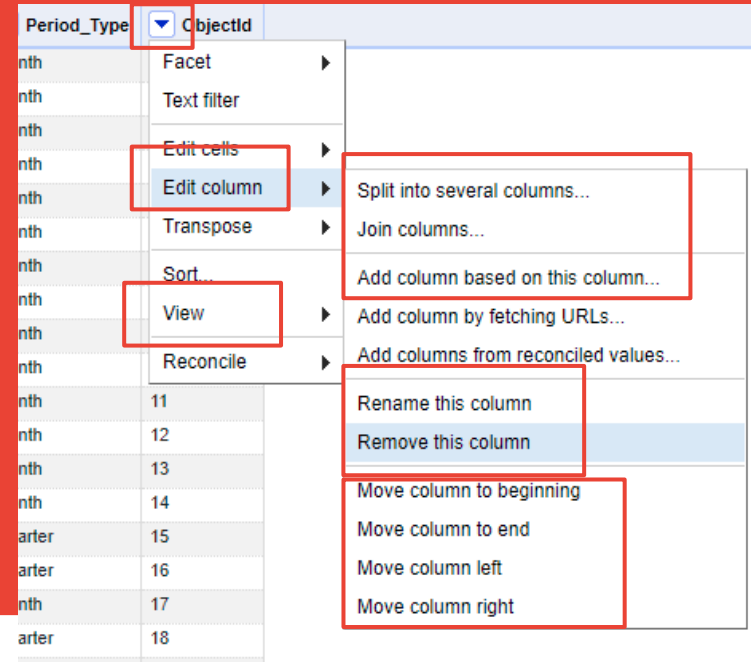 Period_Type ObjectId
nth
Facet
nth
Text filter
nth
Edit cells
nth
Edit column
Split into several columns...
nth
Transpose
Join columns...
nth
Sort...
nth
Add column based on this column...
nth
View
Add column by fetching URLs...
nth
Reconcile
Add columns from reconciled values...
nth
nth 11
Rename this column
nth 12
Remove this column
nth 13
nth 14
Move column to beginning
arter 15
Move column to end
arter 16
Move column left
nth 17
Move column right
arter 18